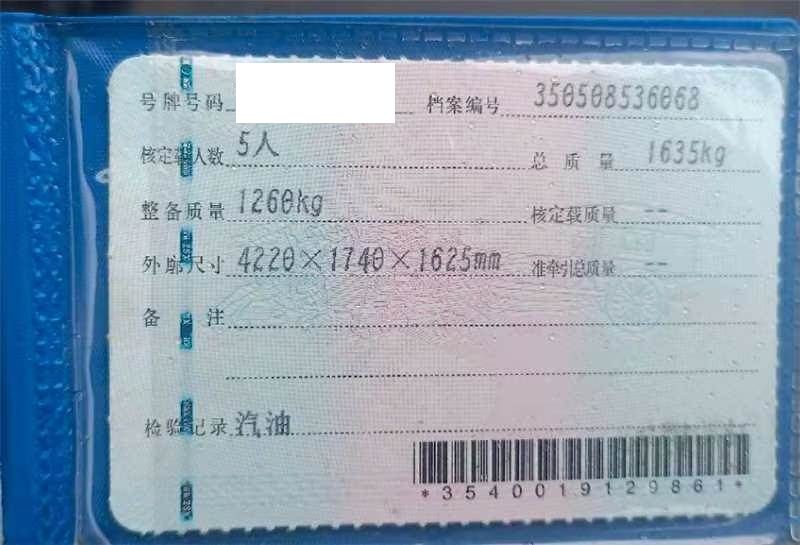 号牌号码 档案编号 350508536068
核定载人数 5人 总质量 1635kg
整备质量 1260kg 核定载质量 --
外廓尺寸 4220×1740×1625mm 准牵引总质量 --
备注
检验记录 汽油
*3540019129861*